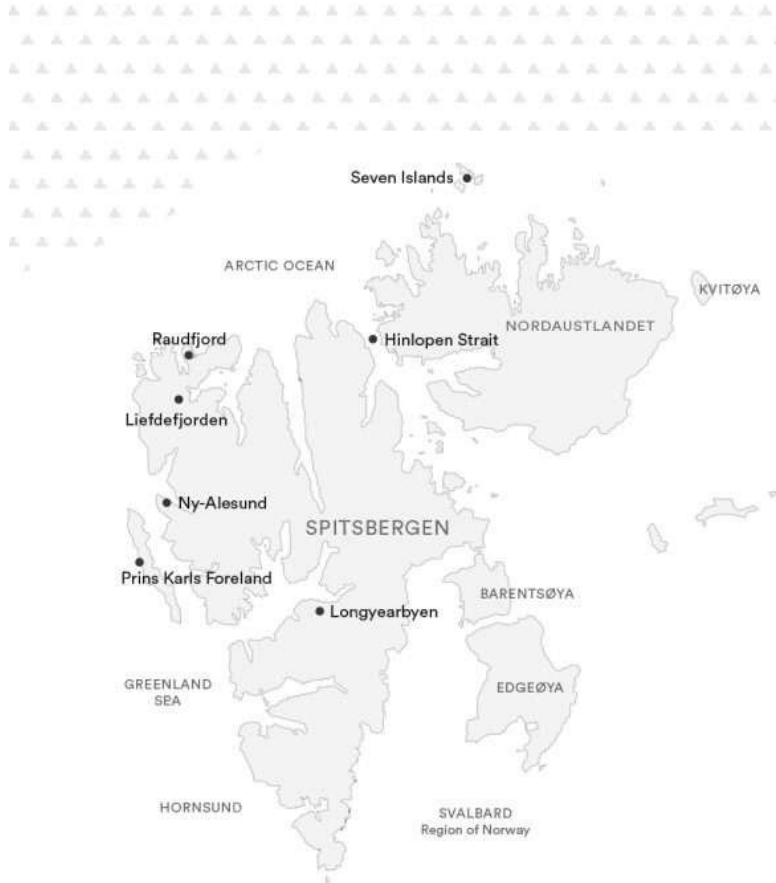 Seven Islands
ARCTIC OCEAN
KVITØYA
NORDAUSTLANDET
Raudfjord
Hinlopen Strait
Liefdefjorden
Ny-Alesund
SPITSBERGEN
Prins Karls Foreland
BARENTSØYA
Longyearbyen
GREENLAND
SEA
EDGEØYA
HORNSUND
SVALBARD
Region of Norway